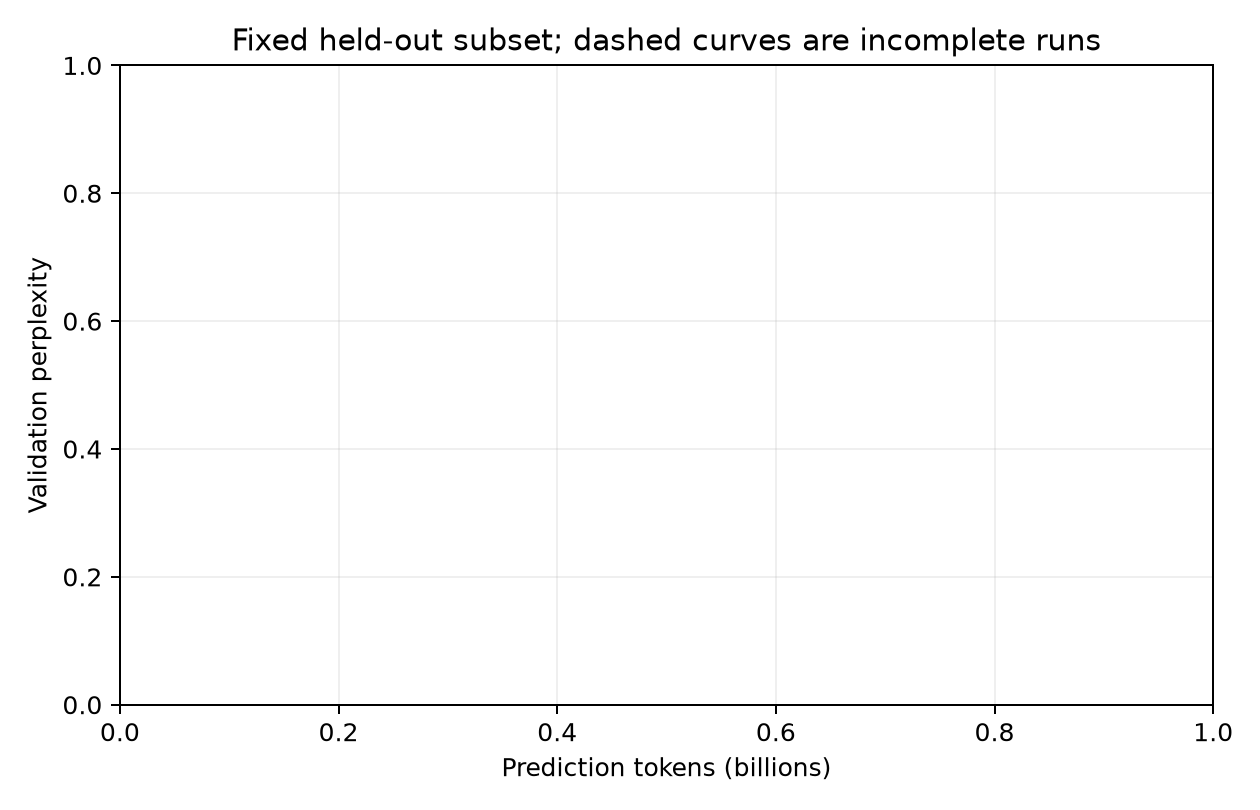 Fixed held-out subset; dashed curves are incomplete runs
1.0
0.8
0.6
0.4
0.2
0.0
Validation perplexity
0.0 0.2 0.4 0.6 0.8 1.0
Prediction tokens (billions)